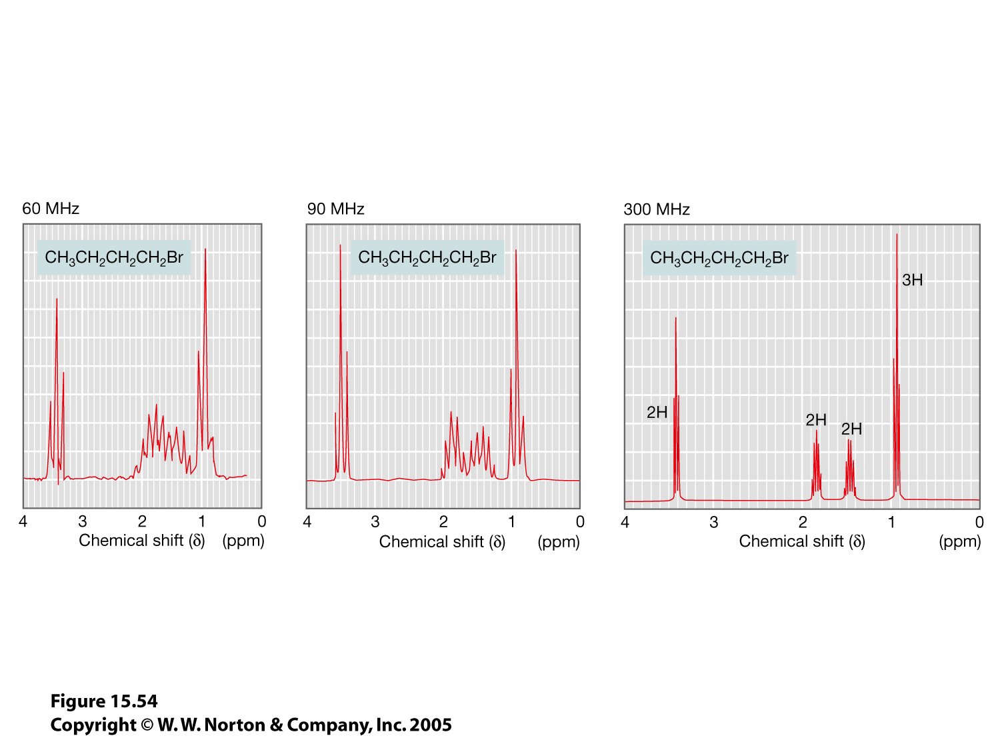 60 MHz
CH₃CH₂CH₂CH₂Br
4 3 2 1 0
Chemical shift (δ) (ppm)
90 MHz
CH₃CH₂CH₂CH₂Br
4 3 2 1 0
Chemical shift (δ) (ppm)
300 MHz
CH₃CH₂CH₂CH₂Br
3H
2H
2H
2H
4 3 2 1 0
Chemical shift (δ) (ppm)
Figure 15.54
Copyright © W. W. Norton & Company, Inc. 2005